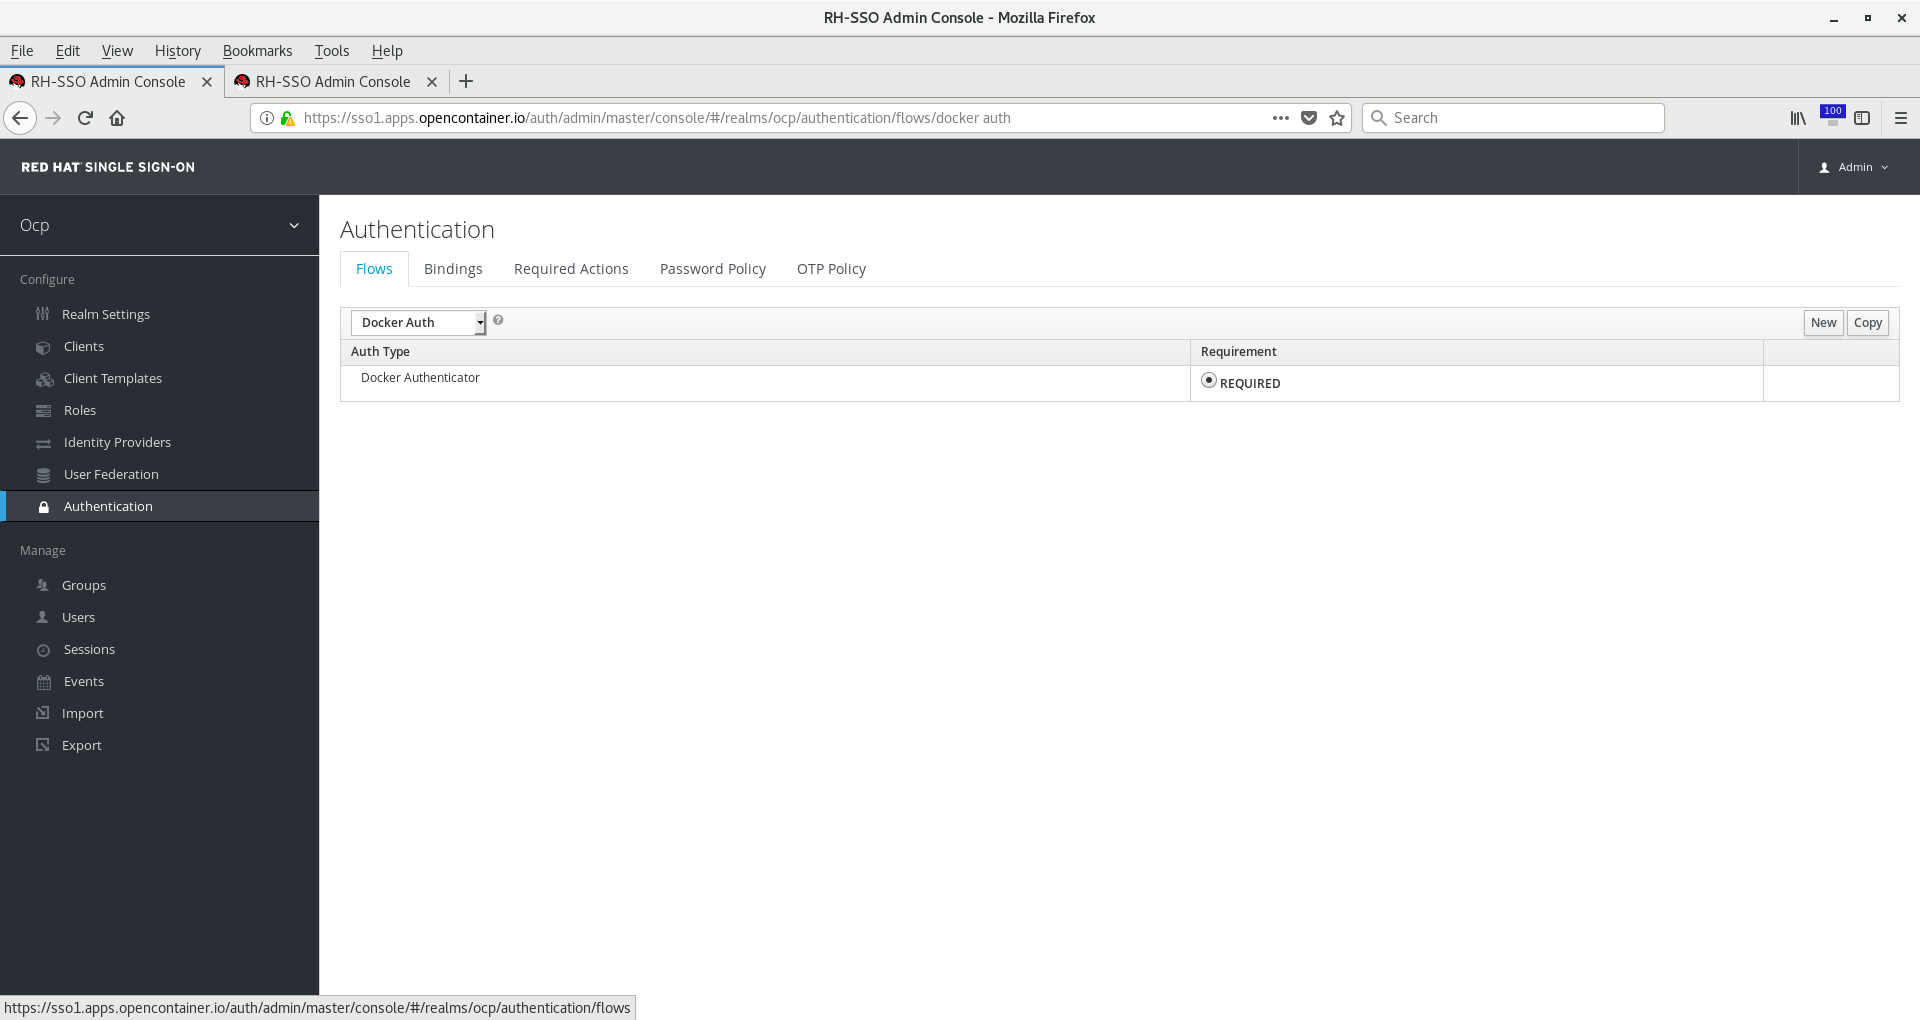 RH-SSO Admin Console - Mozilla Firefox
File Edit View History Bookmarks Tools Help
RH-SSO Admin Console RH-SSO Admin Console
https://sso1.apps.opencontainer.io/auth/admin/master/console/#/realms/ocp/authentication/flows/docker auth Search 100
RED HAT SINGLE SIGN-ON Admin
Ocp
Configure
Realm Settings
Clients
Client Templates
Roles
Identity Providers
User Federation
Authentication
Manage
Groups
Users
Sessions
Events
Import
Export
Authentication
Flows Bindings Required Actions Password Policy OTP Policy
Docker Auth ? New Copy
Auth Type Requirement
Docker Authenticator REQUIRED
https://sso1.apps.opencontainer.io/auth/admin/master/console/#/realms/ocp/authentication/flows